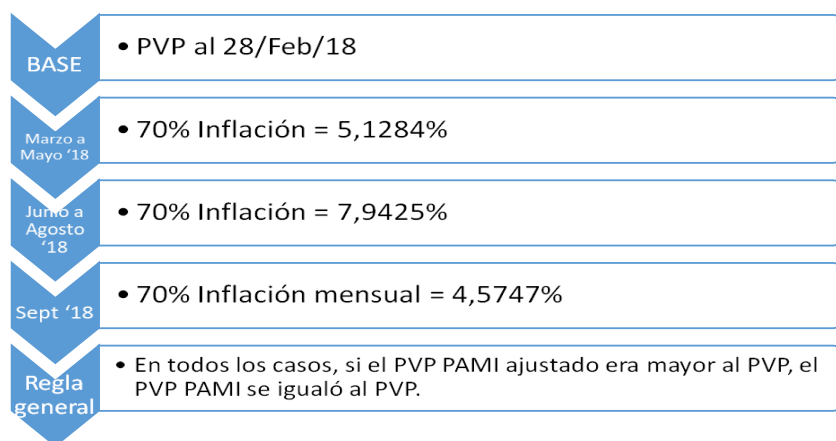 BASE
• PVP al 28/Feb/18
Marzo a
Mayo ‘18
• 70% Inflación = 5,1284%
Junio a
Agosto
‘18
• 70% Inflación = 7,9425%
Sept ‘18
• 70% Inflación mensual = 4,5747%
Regla
general
• En todos los casos, si el PVP PAMI ajustado era mayor al PVP, el
PVP PAMI se igualó al PVP.